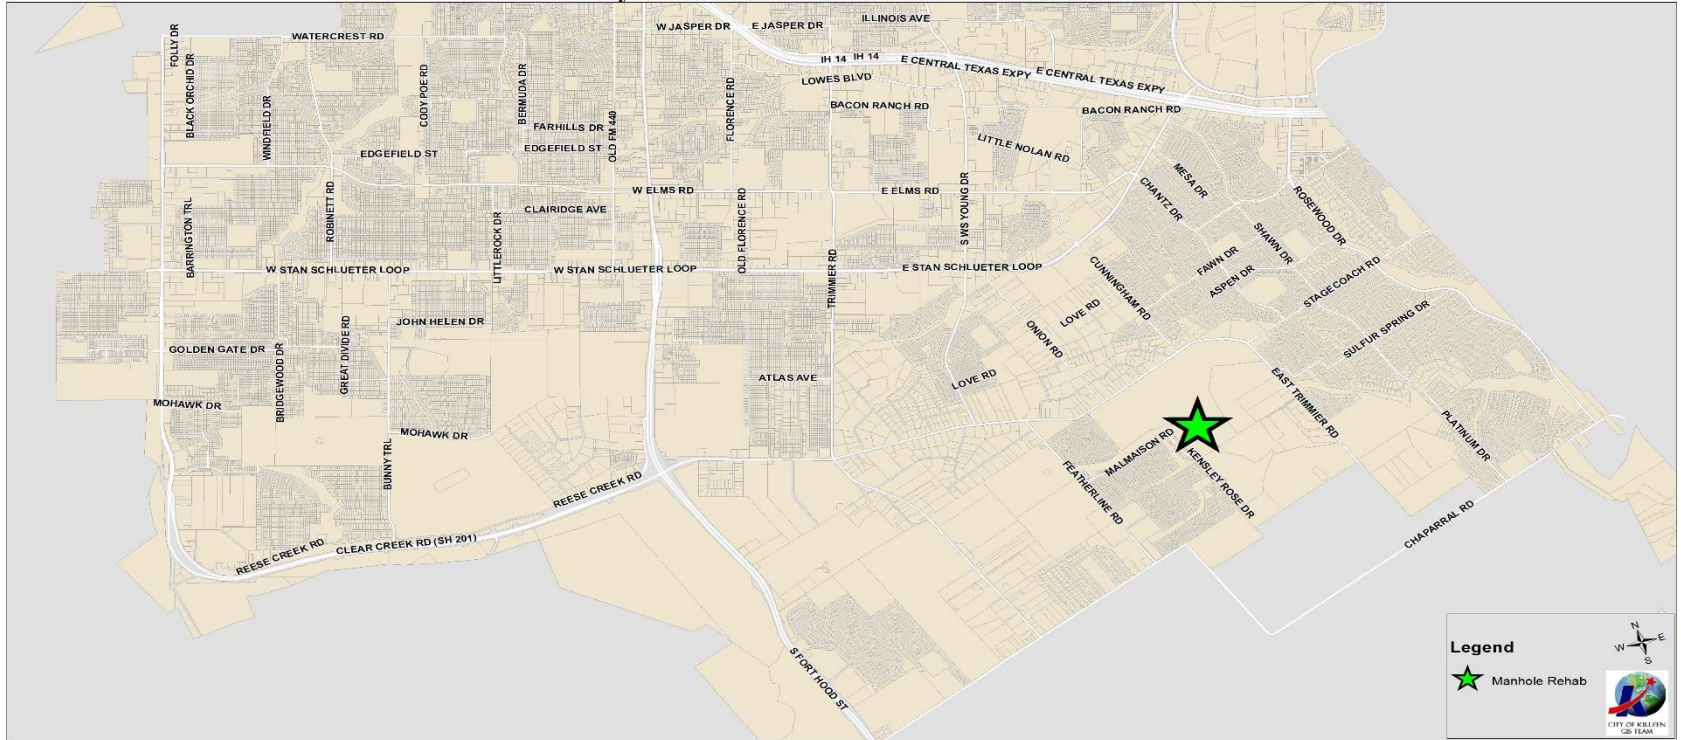 W JASPER DR
E JASPER DR
ILLINOIS AVE
FOLLY DR
WATERCREST RD
BLACK ORCHID DR
WINDFIELD DR
CODY POE RD
BERMUDA DR
FARHILLS DR
EDGEFIELD ST
EDGEFIELD ST
OLD FM 440
FLORENCE RD
IH 14
IH 14
E CENTRAL TEXAS EXPY
E CENTRAL TEXAS EXPY
LOWES BLVD
BACON RANCH RD
BACON RANCH RD
LITTLE NOLAN RD
W ELMS RD
E ELMS RD
MESA DR
CHANTZ DR
ROSEWOOD DR
BARRINGTON TRL
ROBINETT RD
CLAIRIDGE AVE
LITTLEROCK DR
OLD FLORENCE RD
S WS YOUNG DR
SHAWN DR
FAWN DR
ASPEN DR
STAGECOACH RD
W STAN SCHLUETER LOOP
W STAN SCHLUETER LOOP
TRIMMIER RD
E STAN SCHLUETER LOOP
CUNNINGHAM RD
LOVE RD
ONION RD
SULFUR SPRING DR
JOHN HELEN DR
GOLDEN GATE DR
GREAT DIVIDE RD
BRIDGEWOOD DR
ATLAS AVE
LOVE RD
EAST TRIMMIER RD
MOHAWK DR
MOHAWK DR
BUNNY TRL
PLATINUM DR
MALMAISON RD
KENSLEY ROSE DR
FEATHERLINE RD
REESE CREEK RD
REESE CREEK RD
CLEAR CREEK RD (SH 201)
CHAPARRAL RD
S FORT HOOD ST
Legend
N
W
E
S
Manhole Rehab
CITY OF KILLEEN
GIS TEAM